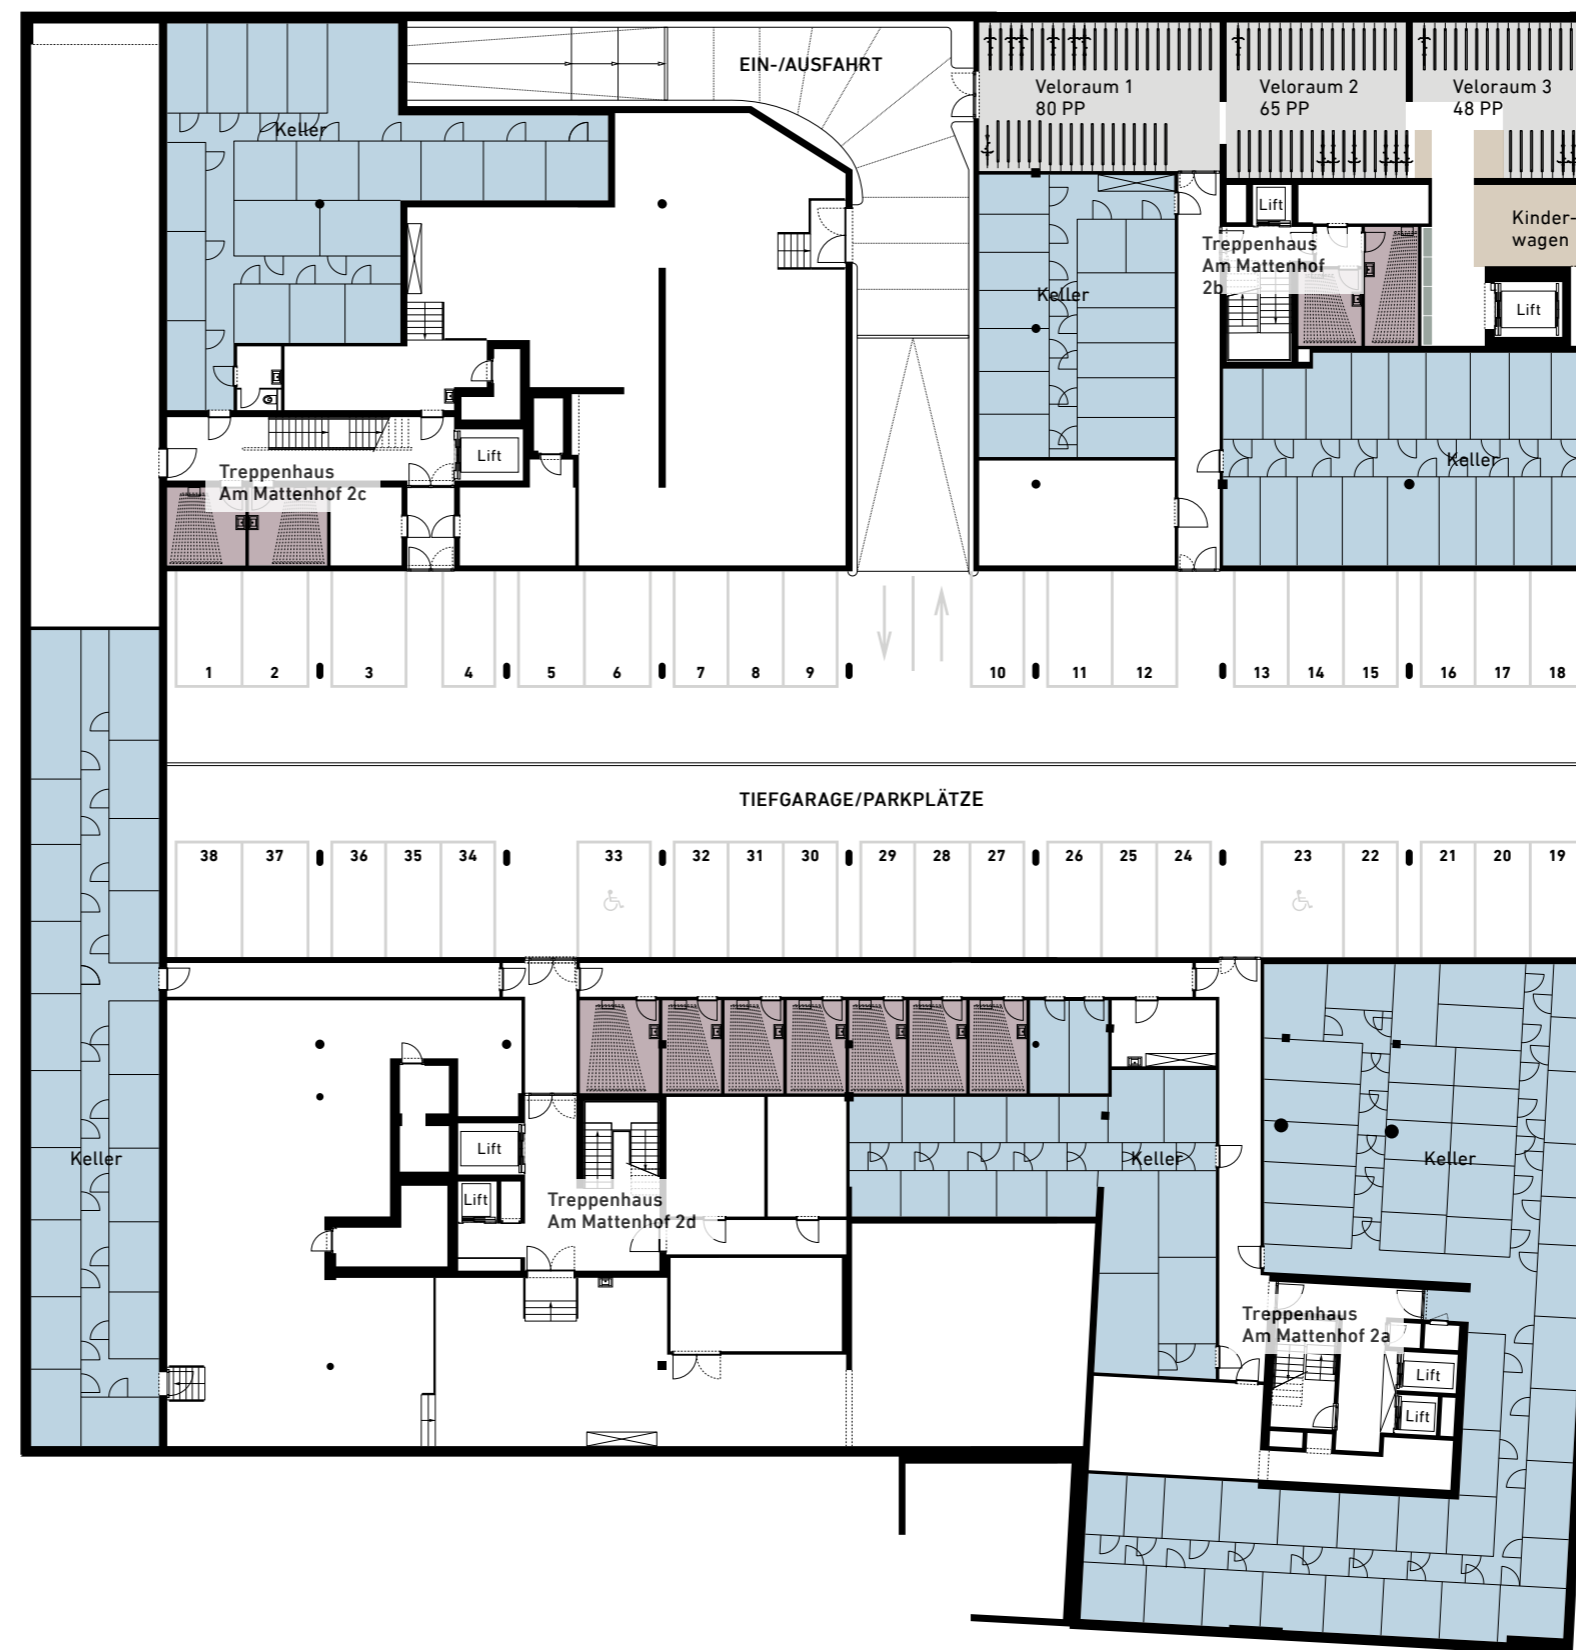 EIN-/AUSFAHRT
Veloraum 1
80 PP
Veloraum 2
65 PP
Veloraum 3
48 PP
Keller
Lift
Kinder-
wagen
Treppenhaus
Am Mattenhof
2b
Keller
Lift
Lift
Keller
Treppenhaus
Am Mattenhof 2c
1 2 3 4 5 6 7 8 9 10 11 12 13 14 15 16 17 18
TIEFGARAGE/PARKPLÄTZE
38 37 36 35 34 33 32 31 30 29 28 27 26 25 24 23 22 21 20 19
Keller
Lift
Lift
Treppenhaus
Am Mattenhof 2d
Keller
Keller
Treppenhaus
Am Mattenhof 2a
Lift
Lift